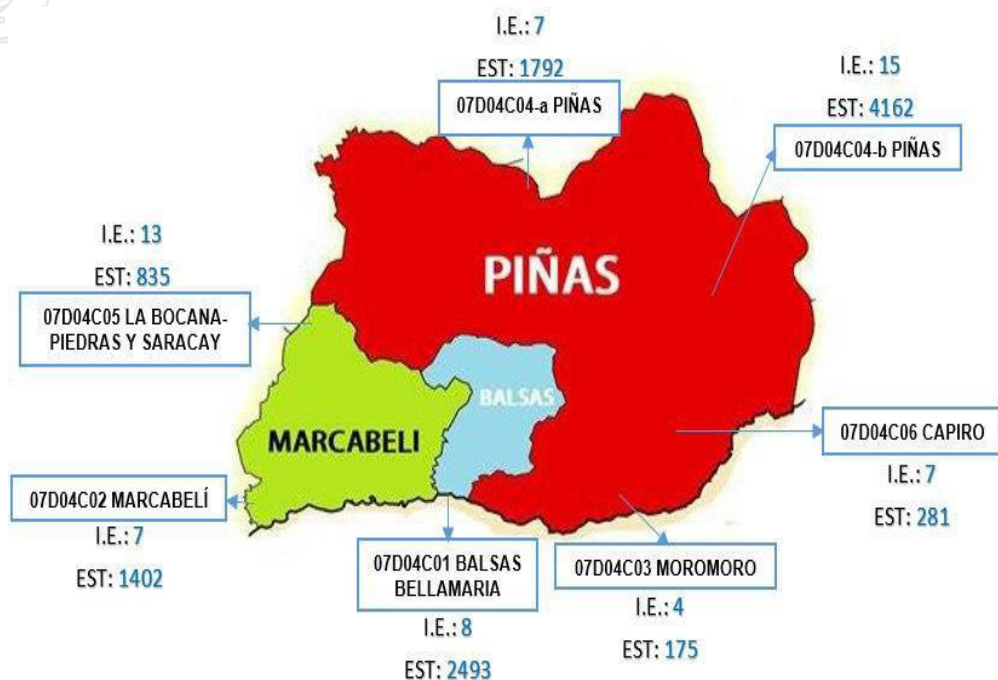 I.E.: 7
EST: 1792
07D04C04-a PIÑAS
I.E.: 15
EST: 4162
07D04C04-b PIÑAS
I.E.: 13
EST: 835
07D04C05 LA BOCANA-
PIEDRAS Y SARACAY
PIÑAS
BALSAS
MARCABELI
07D04C06 CAPIRO
I.E.: 7
EST: 281
07D04C02 MARCABELÍ
I.E.: 7
EST: 1402
07D04C01 BALSAS
BELLAMARIA
I.E.: 8
EST: 2493
07D04C03 MOROMORO
I.E.: 4
EST: 175